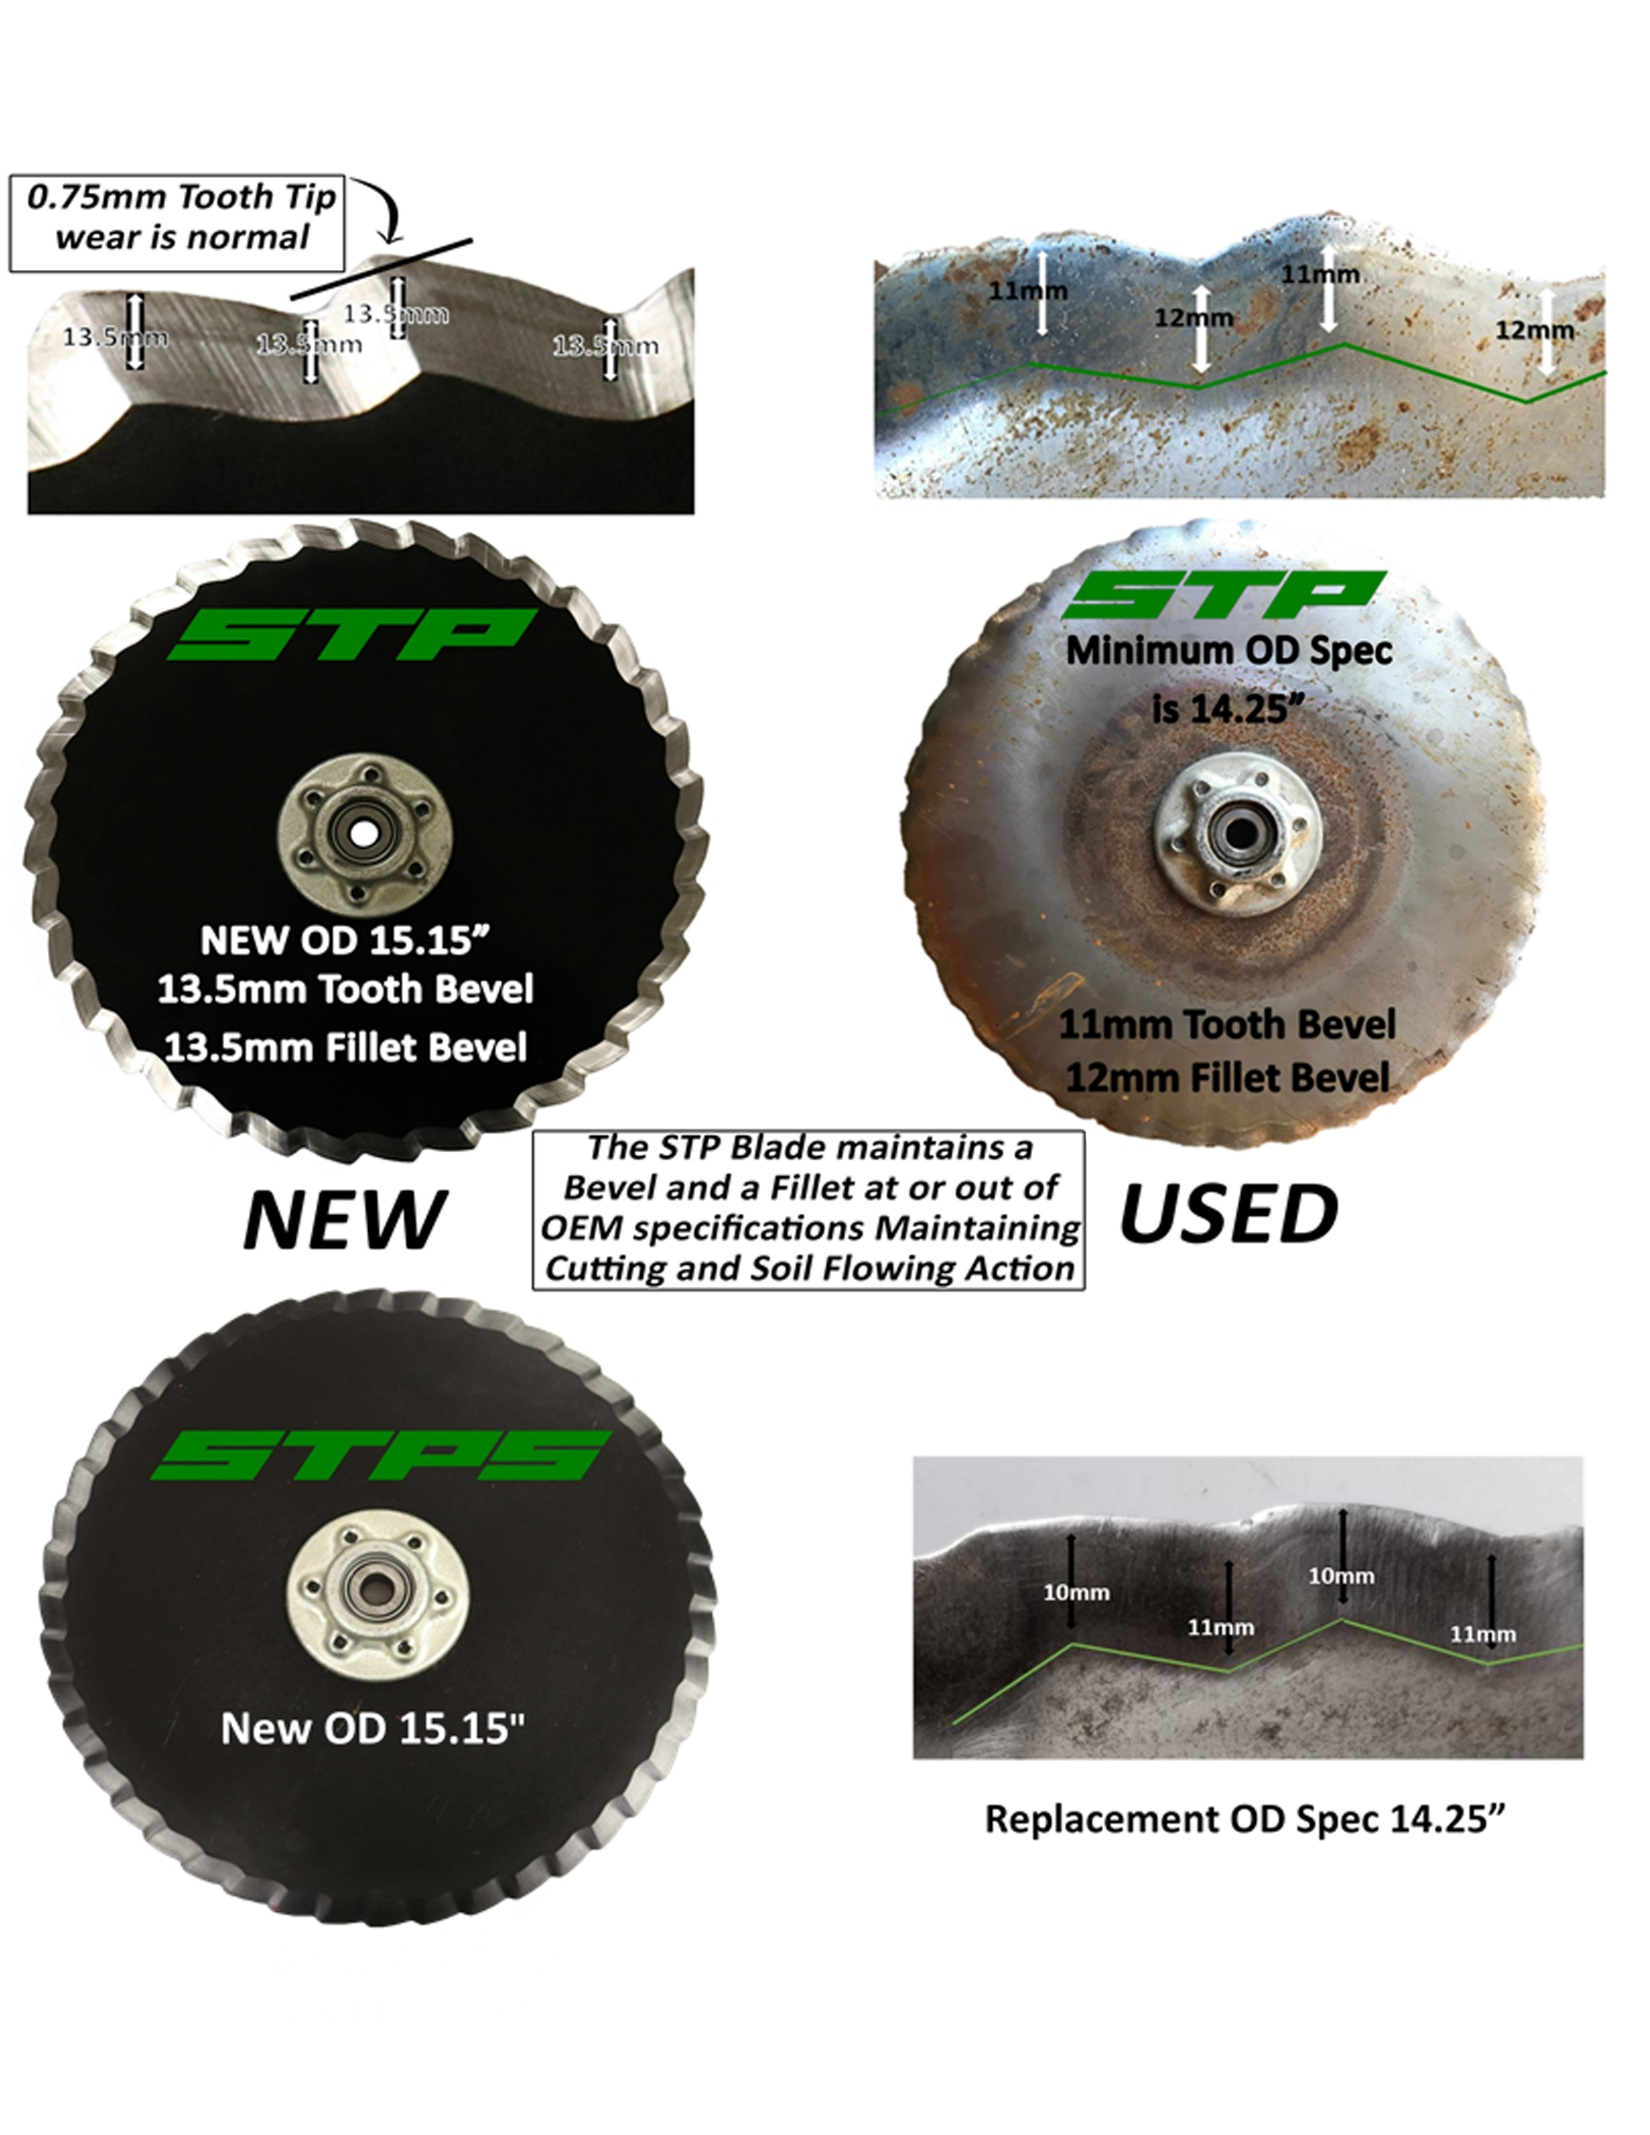 0.75mm Tooth Tip
wear is normal
13.5mm
13.5mm
13.5mm
13.5mm
11mm
12mm
11mm
12mm
STP
NEW OD 15.15”
13.5mm Tooth Bevel
13.5mm Fillet Bevel
STP
Minimum OD Spec
is 14.25”
11mm Tooth Bevel
12mm Fillet Bevel
NEW
The STP Blade maintains a
Bevel and a Fillet at or out of
OEM specifications Maintaining
Cutting and Soil Flowing Action
USED
STPS
New OD 15.15"
10mm
11mm
10mm
11mm
Replacement OD Spec 14.25”